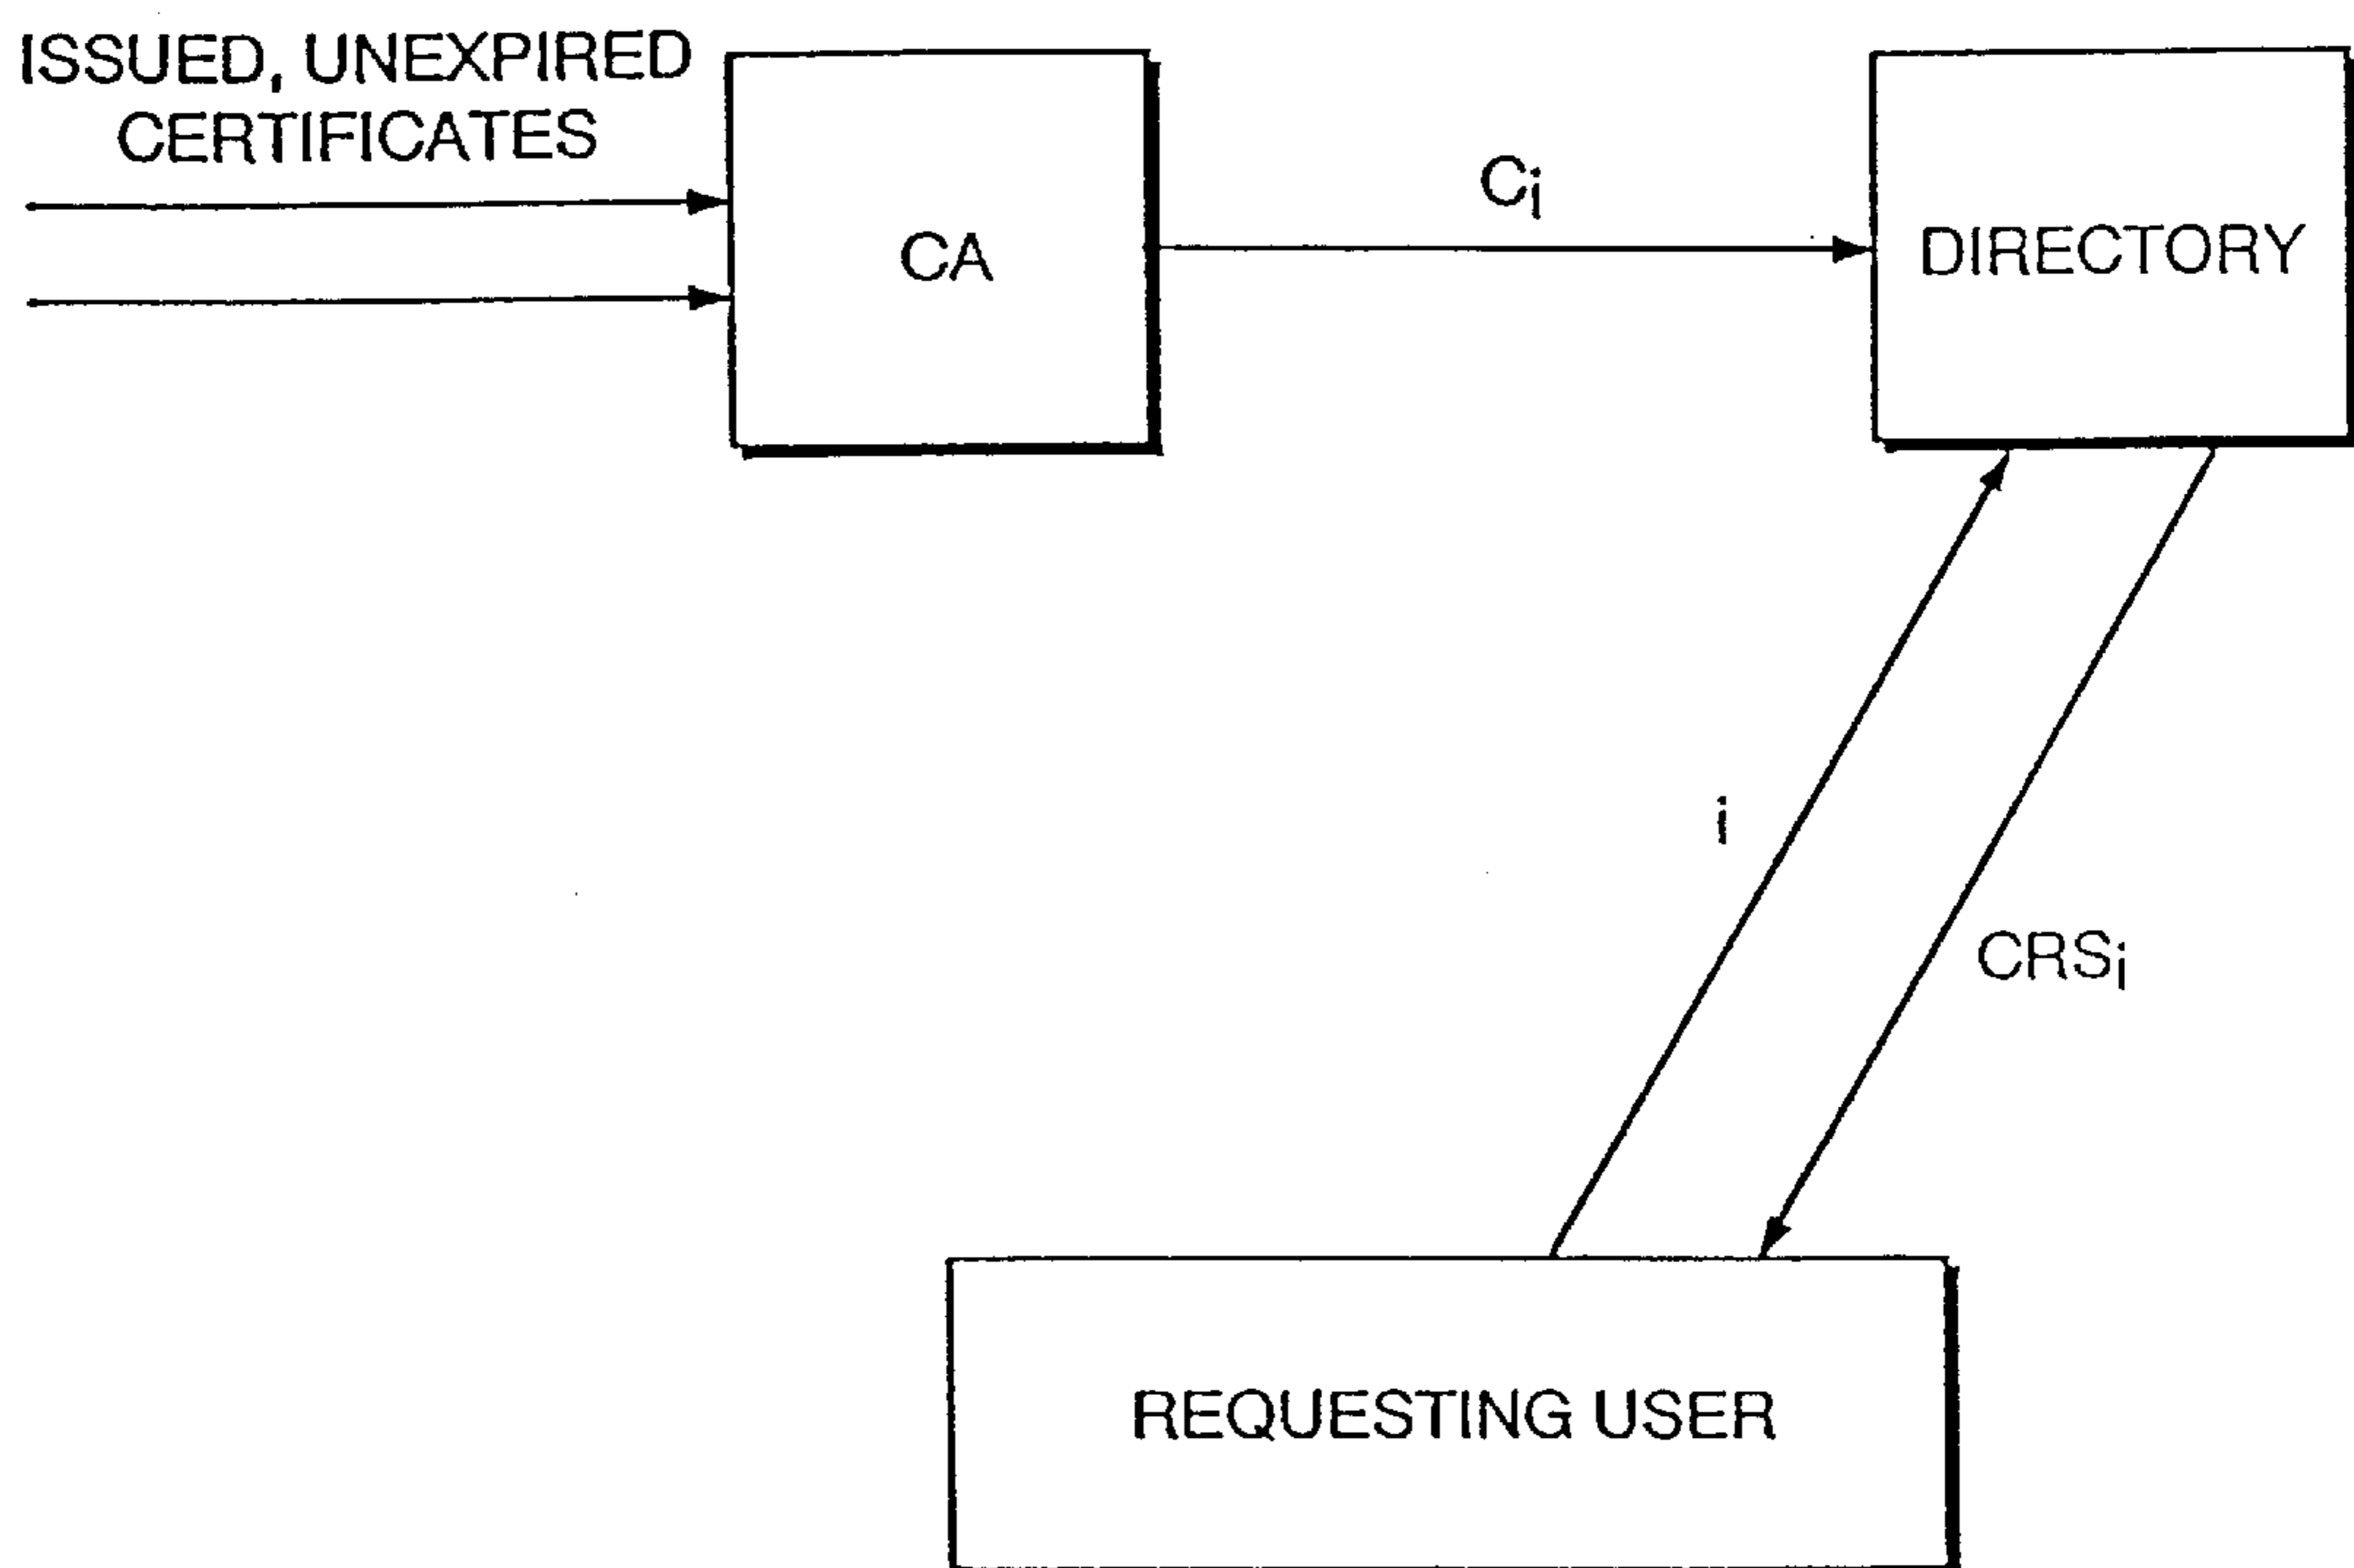 ISSUED, UNEXPIRED
CERTIFICATES
CA
Ci
DIRECTORY
i
CRSi
REQUESTING USER